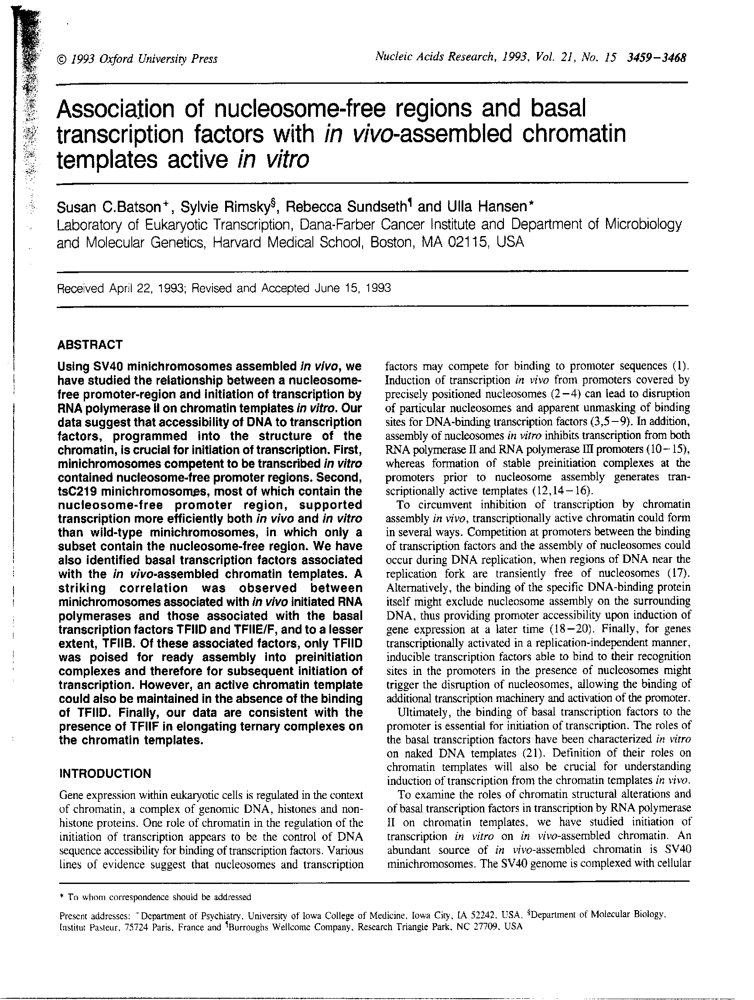 © 1993 Oxford University Press
Nucleic Acids Research, 1993, Vol. 21, No. 15 3459–3468
Association of nucleosome-free regions and basal
transcription factors with in vivo-assembled chromatin
templates active in vitro
Susan C.Batson+, Sylvie Rimsky§, Rebecca Sundseth¶ and Ulla Hansen*
Laboratory of Eukaryotic Transcription, Dana-Farber Cancer Institute and Department of Microbiology
and Molecular Genetics, Harvard Medical School, Boston, MA 02115, USA
Received April 22, 1993; Revised and Accepted June 15, 1993
ABSTRACT
Using SV40 minichromosomes assembled in vivo, we
have studied the relationship between a nucleosome-
free promoter-region and initiation of transcription by
RNA polymerase II on chromatin templates in vitro. Our
data suggest that accessibility of DNA to transcription
factors, programmed into the structure of the
chromatin, is crucial for initiation of transcription. First,
minichromosomes competent to be transcribed in vitro
contained nucleosome-free promoter regions. Second,
tsC219 minichromosomes, most of which contain the
nucleosome-free promoter region, supported
transcription more efficiently both in vivo and in vitro
than wild-type minichromosomes, in which only a
subset contain the nucleosome-free region. We have
also identified basal transcription factors associated
with the in vivo-assembled chromatin templates. A
striking correlation was observed between
minichromosomes associated with in vivo initiated RNA
polymerases and those associated with the basal
transcription factors TFIID and TFIIE/F, and to a lesser
extent, TFIIB. Of these associated factors, only TFIID
was poised for ready assembly into preinitiation
complexes and therefore for subsequent initiation of
transcription. However, an active chromatin template
could also be maintained in the absence of the binding
of TFIID. Finally, our data are consistent with the
presence of TFIIF in elongating ternary complexes on
the chromatin templates.
INTRODUCTION
Gene expression within eukaryotic cells is regulated in the context
of chromatin, a complex of genomic DNA, histones and non-
histone proteins. One role of chromatin in the regulation of the
initiation of transcription appears to be the control of DNA
sequence accessibility for binding of transcription factors. Various
lines of evidence suggest that nucleosomes and transcription
factors may compete for binding to promoter sequences (1).
Induction of transcription in vivo from promoters covered by
precisely positioned nucleosomes (2–4) can lead to disruption
of particular nucleosomes and apparent unmasking of binding
sites for DNA-binding transcription factors (3,5–9). In addition,
assembly of nucleosomes in vitro inhibits transcription from both
RNA polymerase II and RNA polymerase III promoters (10–15),
whereas formation of stable preinitiation complexes at the
promoters prior to nucleosome assembly generates tran-
scriptionally active templates (12,14–16).
To circumvent inhibition of transcription by chromatin
assembly in vivo, transcriptionally active chromatin could form
in several ways. Competition at promoters between the binding
of transcription factors and the assembly of nucleosomes could
occur during DNA replication, when regions of DNA near the
replication fork are transiently free of nucleosomes (17).
Alternatively, the binding of the specific DNA-binding protein
itself might exclude nucleosome assembly on the surrounding
DNA, thus providing promoter accessibility upon induction of
gene expression at a later time (18–20). Finally, for genes
transcriptionally activated in a replication-independent manner,
inducible transcription factors able to bind to their recognition
sites in the promoters in the presence of nucleosomes might
trigger the disruption of nucleosomes, allowing the binding of
additional transcription machinery and activation of the promoter.
Ultimately, the binding of basal transcription factors to the
promoter is essential for initiation of transcription. The roles of
the basal transcription factors have been characterized in vitro
on naked DNA templates (21). Definition of their roles on
chromatin templates will also be crucial for understanding
induction of transcription from the chromatin templates in vivo.
To examine the roles of chromatin structural alterations and
of basal transcription factors in transcription by RNA polymerase
II on chromatin templates, we have studied initiation of
transcription in vitro on in vivo-assembled chromatin. An
abundant source of in vivo-assembled chromatin is SV40
minichromosomes. The SV40 genome is complexed with cellular
* To whom correspondence should be addressed
Present addresses: +Department of Psychiatry, University of Iowa College of Medicine, Iowa City, IA 52242, USA, §Department of Molecular Biology,
Institut Pasteur, 75724 Paris, France and ¶Burroughs Wellcome Company, Research Triangle Park, NC 27709, USA